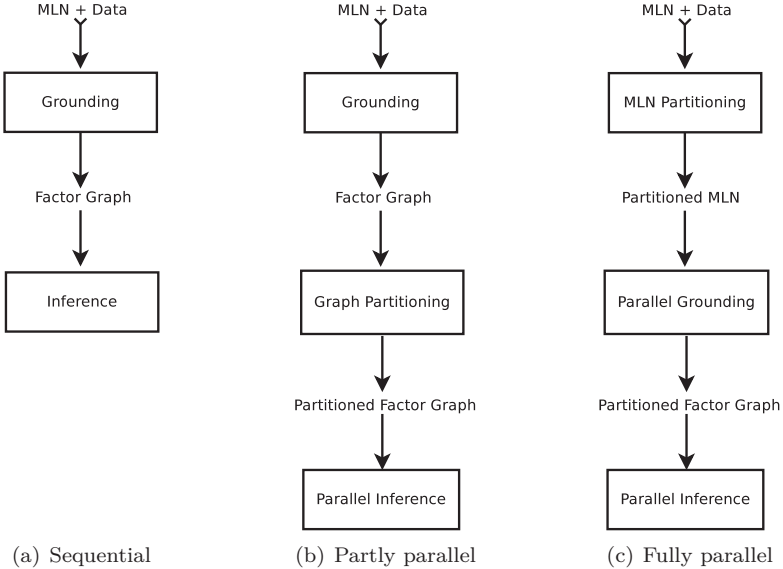 MLN + Data
Grounding
Factor Graph
Inference
(a) Sequential
MLN + Data
Grounding
Factor Graph
Graph Partitioning
Partitioned Factor Graph
Parallel Inference
(b) Partly parallel
MLN + Data
MLN Partitioning
Partitioned MLN
Parallel Grounding
Partitioned Factor Graph
Parallel Inference
(c) Fully parallel